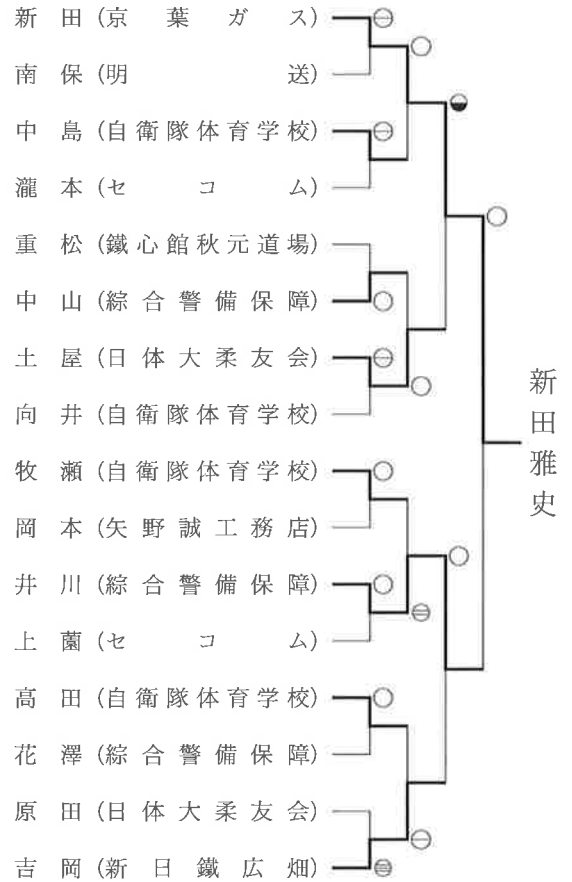 新田(京葉ガス)
南保(明送)
中島(自衛隊体育学校)
瀧本(セコム)
重松(鐵心館秋元道場)
中山(綜合警備保障)
土屋(日体大柔友会)
向井(自衛隊体育学校)
牧瀬(自衛隊体育学校)
岡本(矢野誠工務店)
井川(綜合警備保障)
上薗(セコム)
高田(自衛隊体育学校)
花澤(綜合警備保障)
原田(日体大柔友会)
吉岡(新日鐵広畑)
新田雅史